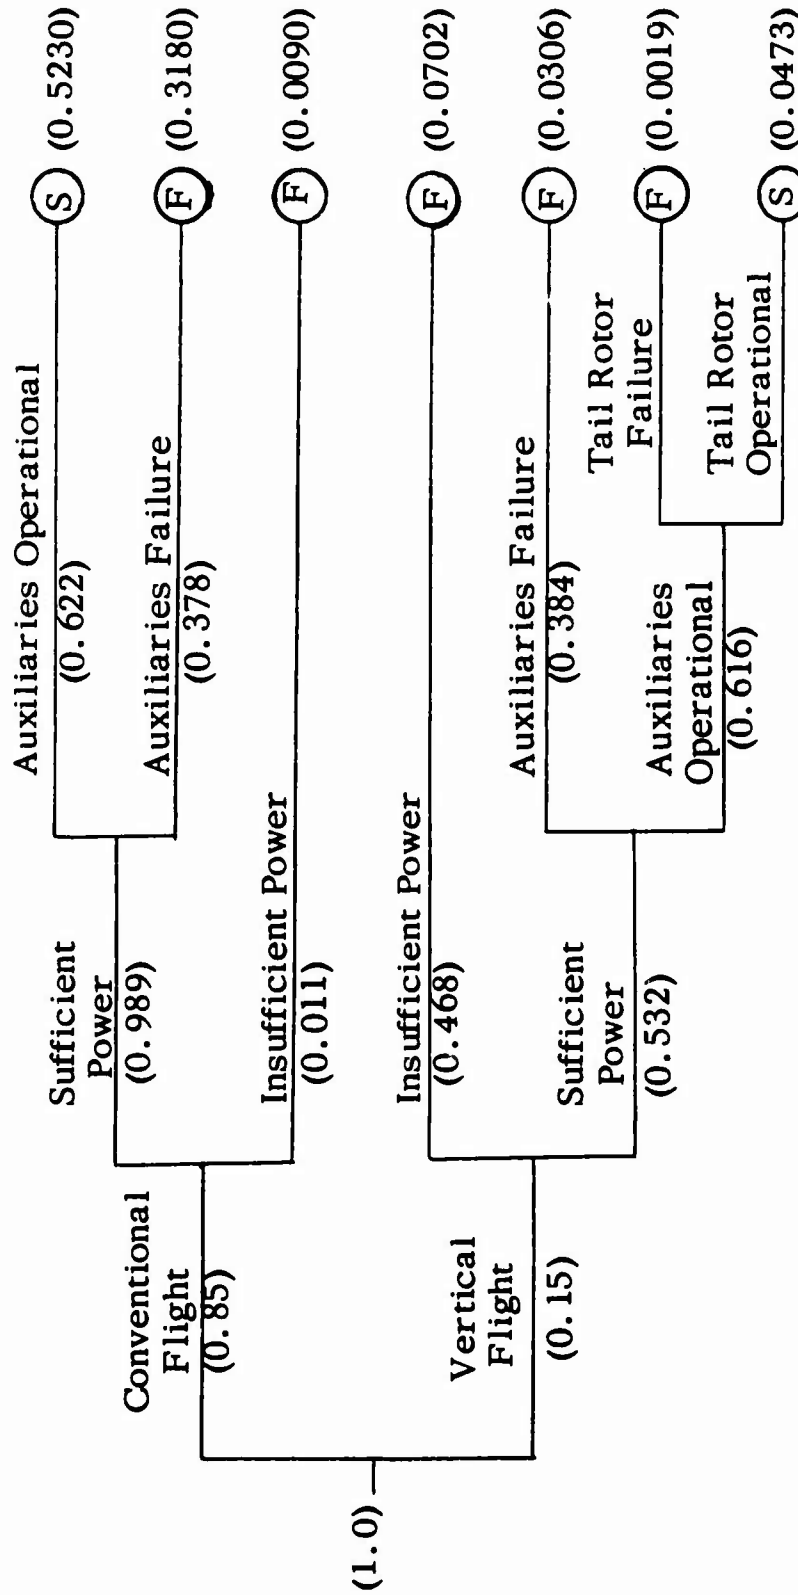 (1.0)
Conventional
Flight
(0.85)
Vertical
Flight
(0.15)
Sufficient
Power
(0.989)
Insufficient Power
(0.011)
Insufficient Power
(0.468)
Sufficient
Power
(0.532)
Auxiliaries Operational
(0.622)
Auxiliaries Failure
(0.378)
Auxiliaries Failure
(0.384)
Auxiliaries
Operational
(0.616)
Tail Rotor
Failure
Tail Rotor
Operational
S (0.5230)
F (0.3180)
F (0.0090)
F (0.0702)
F (0.0306)
F (0.0019)
S (0.0473)